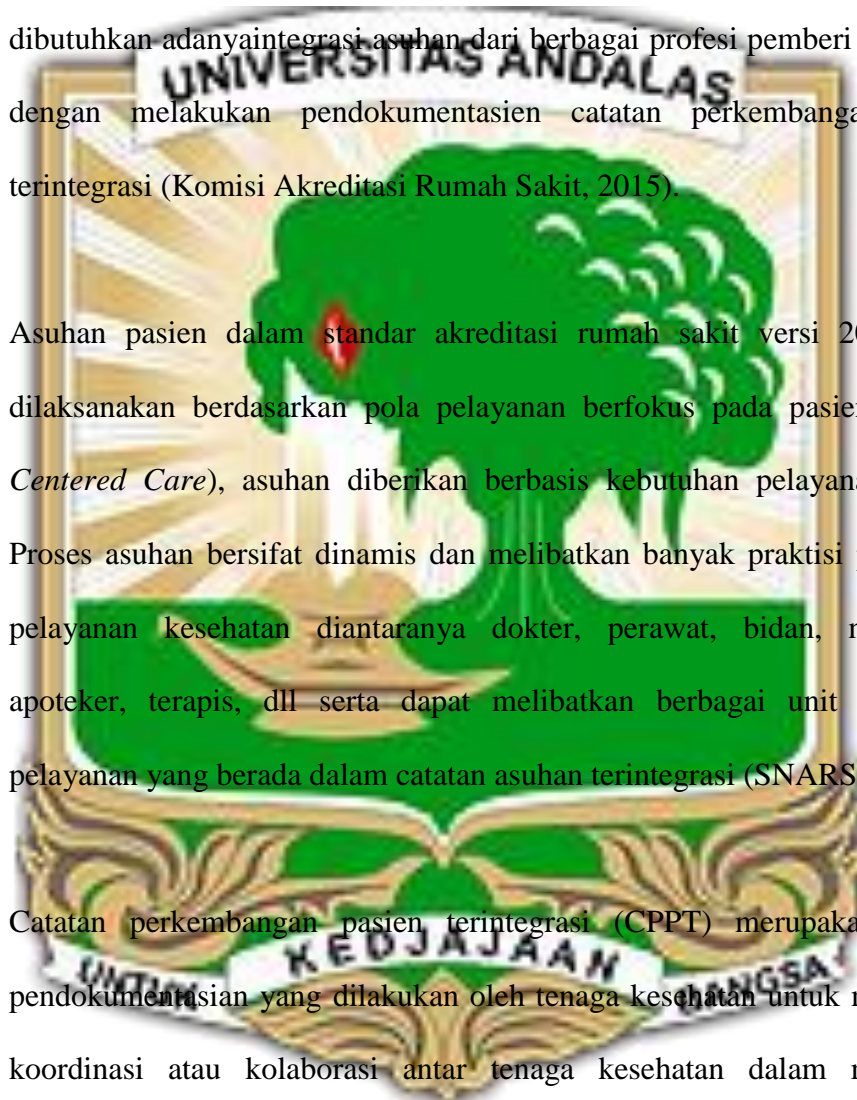 dibutuhkan adanyaintegrasi asuhan dari berbagai profesi pemberi
UNIVERSITAS ANDALAS
dengan melakukan pendokumentasien catatan perkembanga
terintegrasi (Komisi Akreditasi Rumah Sakit, 2015).
Asuhan pasien dalam standar akreditasi rumah sakit versi 20
dilaksanakan berdasarkan pola pelayanan berfokus pada pasien
Centered Care), asuhan diberikan berbasis kebutuhan pelayana
Proses asuhan bersifat dinamis dan melibatkan banyak praktisi p
pelayanan kesehatan diantaranya dokter, perawat, bidan,
apoteker, terapis, dll serta dapat melibatkan berbagai unit
pelayanan yang berada dalam catatan asuhan terintegrasi (SNARS
Catatan perkembangan pasien terintegrasi (CPPT) merupaka
UNTUK KEDJAJAAN BANGSA
pendokumentasian yang dilakukan oleh tenaga kesehatan untuk
koordinasi atau kolaborasi antar tenaga kesehatan dalam